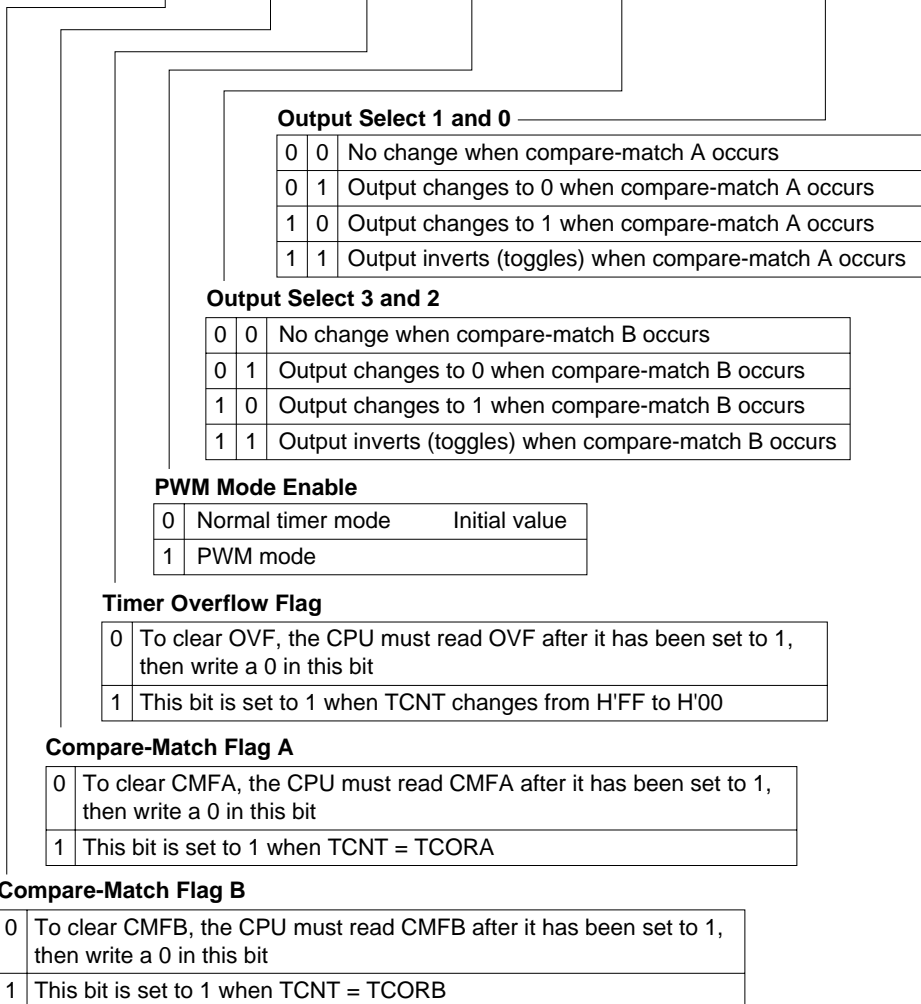 Output Select 1 and 0
0 0 No change when compare-match A occurs
0 1 Output changes to 0 when compare-match A occurs
1 0 Output changes to 1 when compare-match A occurs
1 1 Output inverts (toggles) when compare-match A occurs
Output Select 3 and 2
0 0 No change when compare-match B occurs
0 1 Output changes to 0 when compare-match B occurs
1 0 Output changes to 1 when compare-match B occurs
1 1 Output inverts (toggles) when compare-match B occurs
PWM Mode Enable
0 Normal timer mode Initial value
1 PWM mode
Timer Overflow Flag
0 To clear OVF, the CPU must read OVF after it has been set to 1,
then write a 0 in this bit
1 This bit is set to 1 when TCNT changes from H'FF to H'00
Compare-Match Flag A
0 To clear CMFA, the CPU must read CMFA after it has been set to 1,
then write a 0 in this bit
1 This bit is set to 1 when TCNT = TCORA
Compare-Match Flag B
0 To clear CMFB, the CPU must read CMFB after it has been set to 1,
then write a 0 in this bit
1 This bit is set to 1 when TCNT = TCORB